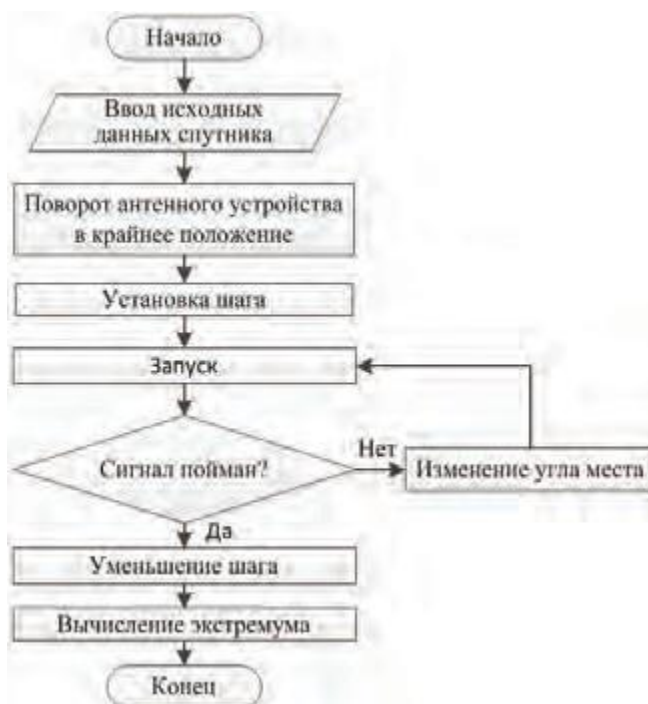 Начало
Ввод исходных
данных спутника
Поворот антенного устройства
в крайнее положение
Установка шага
Запуск
Сигнал пойман?
Нет
Изменение угла места
Да
Уменьшение шага
Вычисление экстремума
Конец